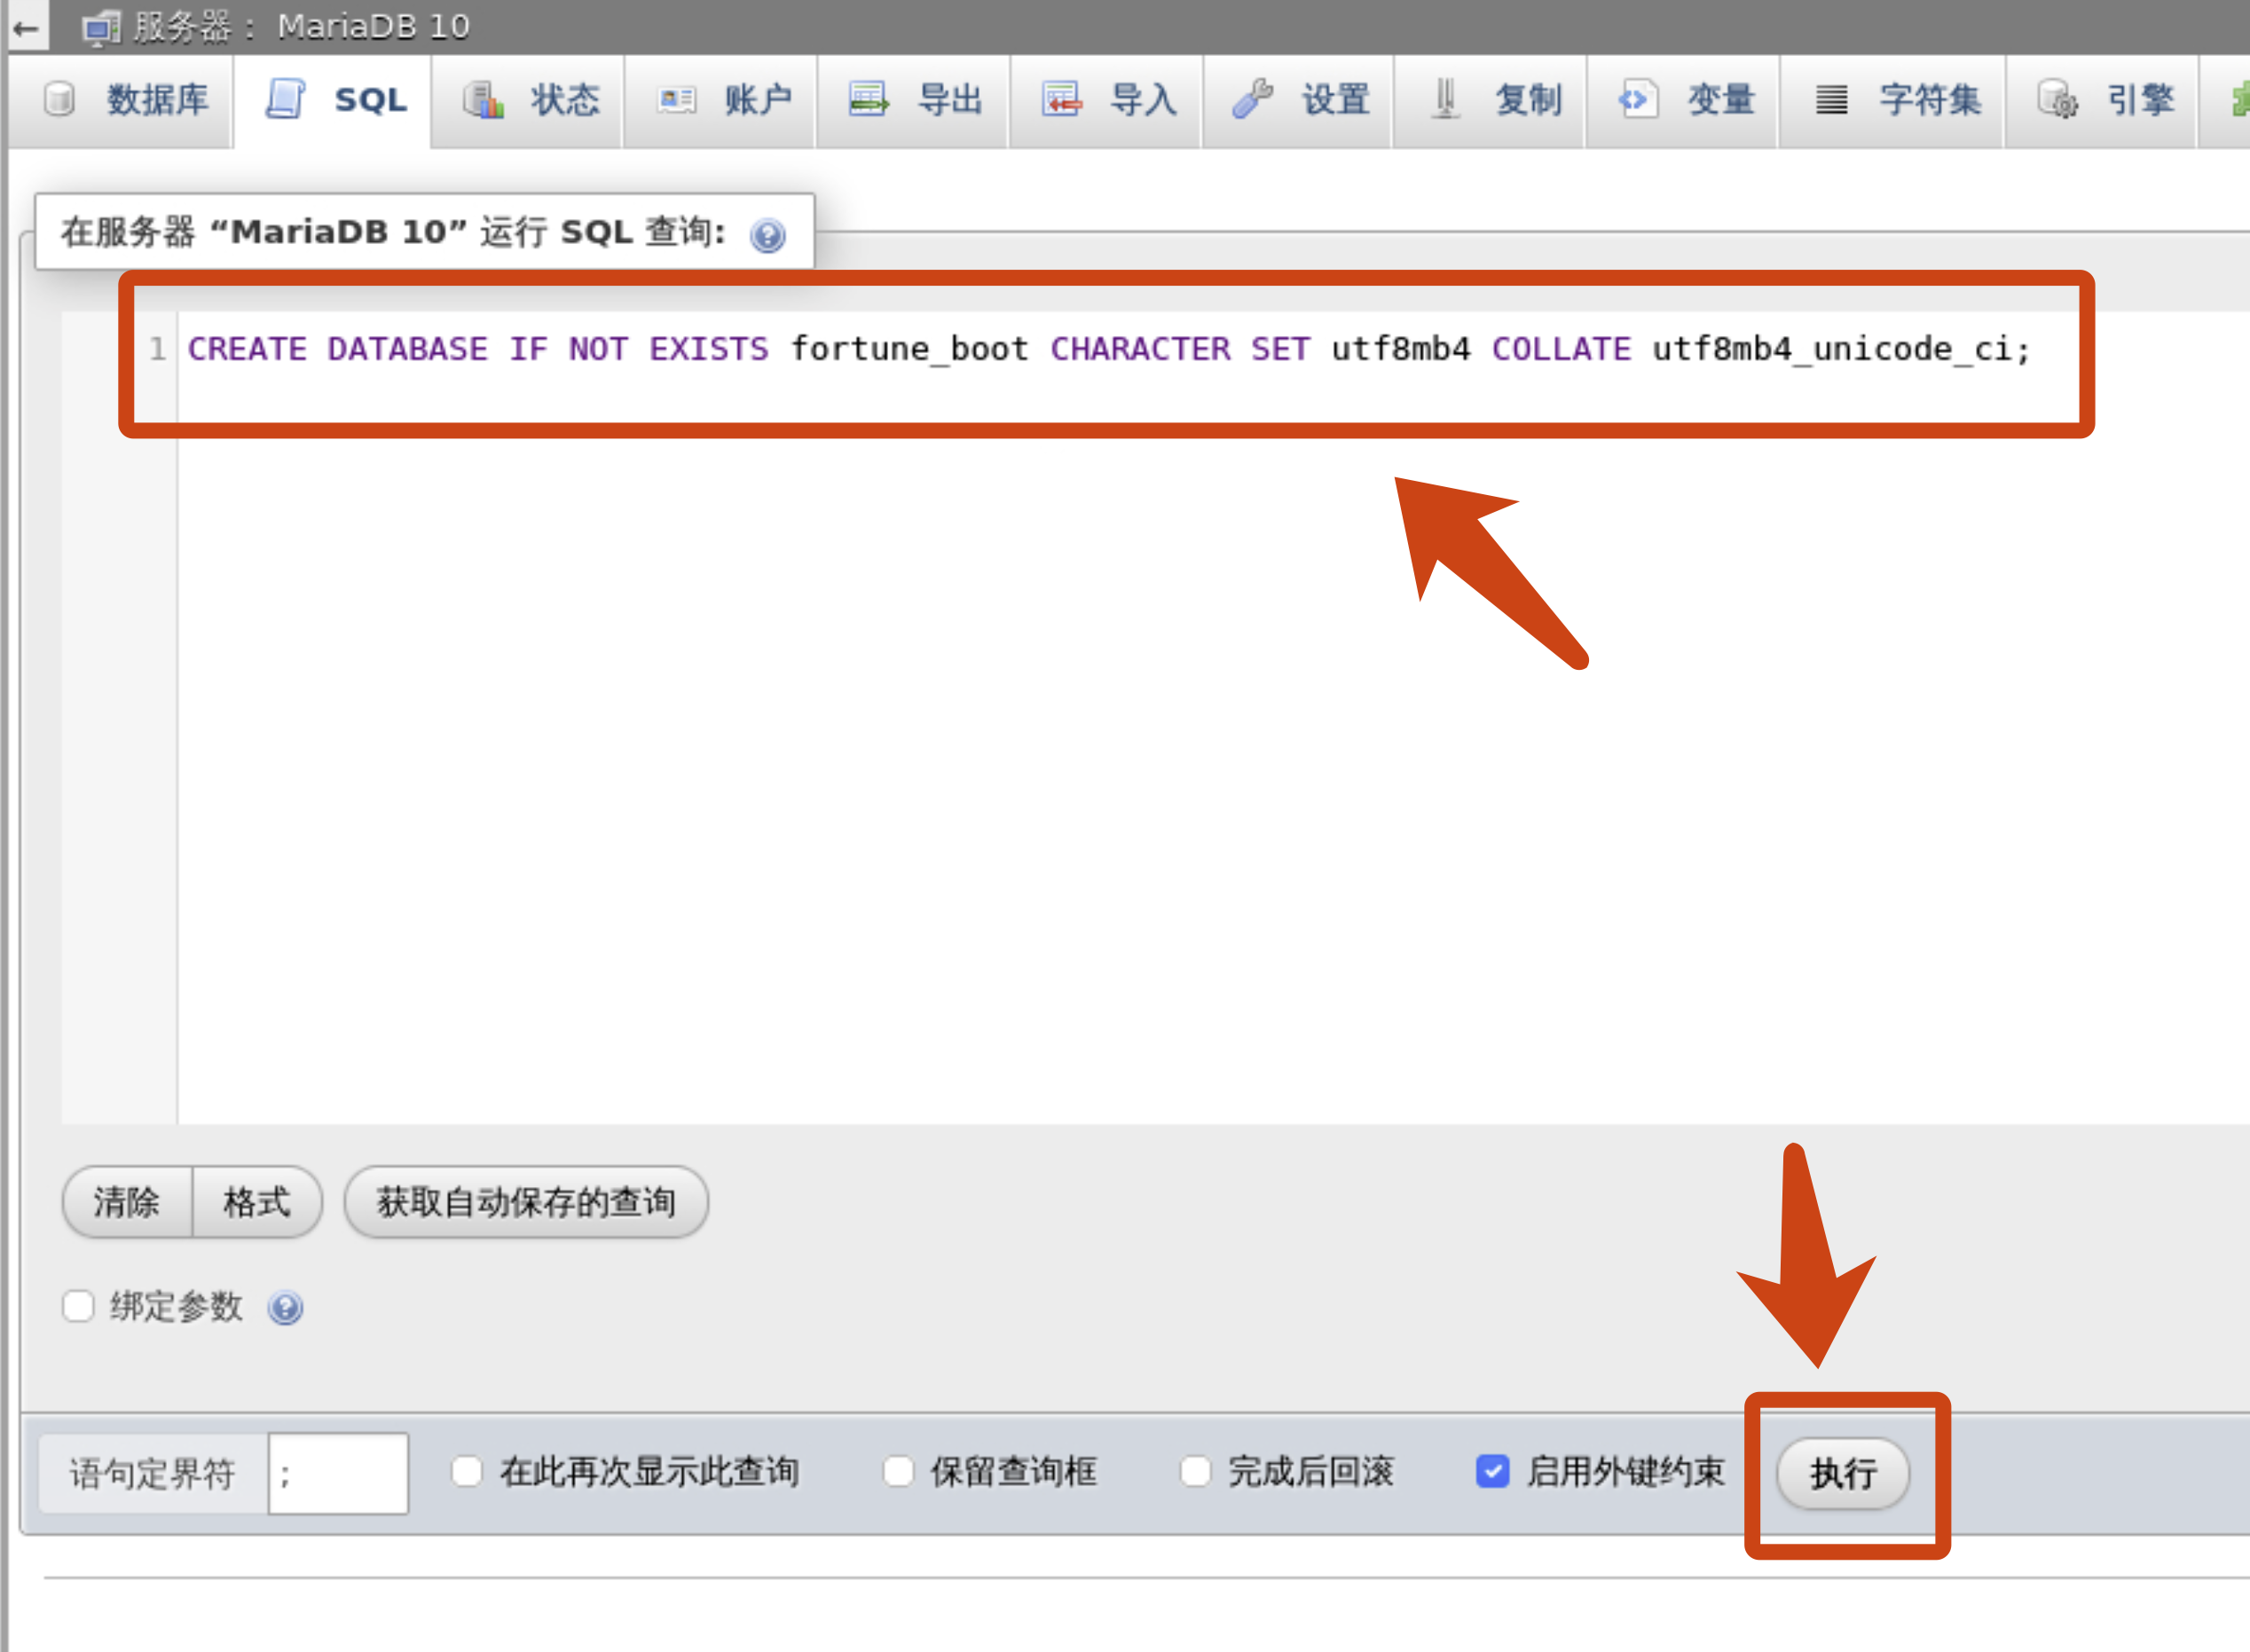 ← 服务器： MariaDB 10
数据库 SQL 状态 账户 导出 导入 设置 复制 变量 字符集 引擎
在服务器 “MariaDB 10” 运行 SQL 查询:
1 CREATE DATABASE IF NOT EXISTS fortune_boot CHARACTER SET utf8mb4 COLLATE utf8mb4_unicode_ci;
清除 格式 获取自动保存的查询
绑定参数
语句定界符 ; 在此再次显示此查询 保留查询框 完成后回滚 启用外键约束 执行